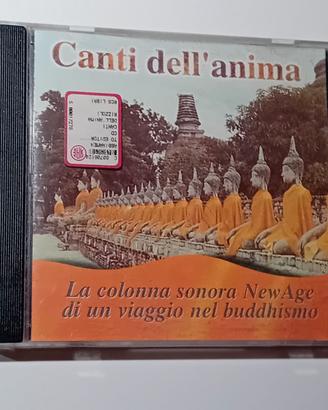 Canti dell'anima
La colonna sonora NewAge
di un viaggio nel buddhismo